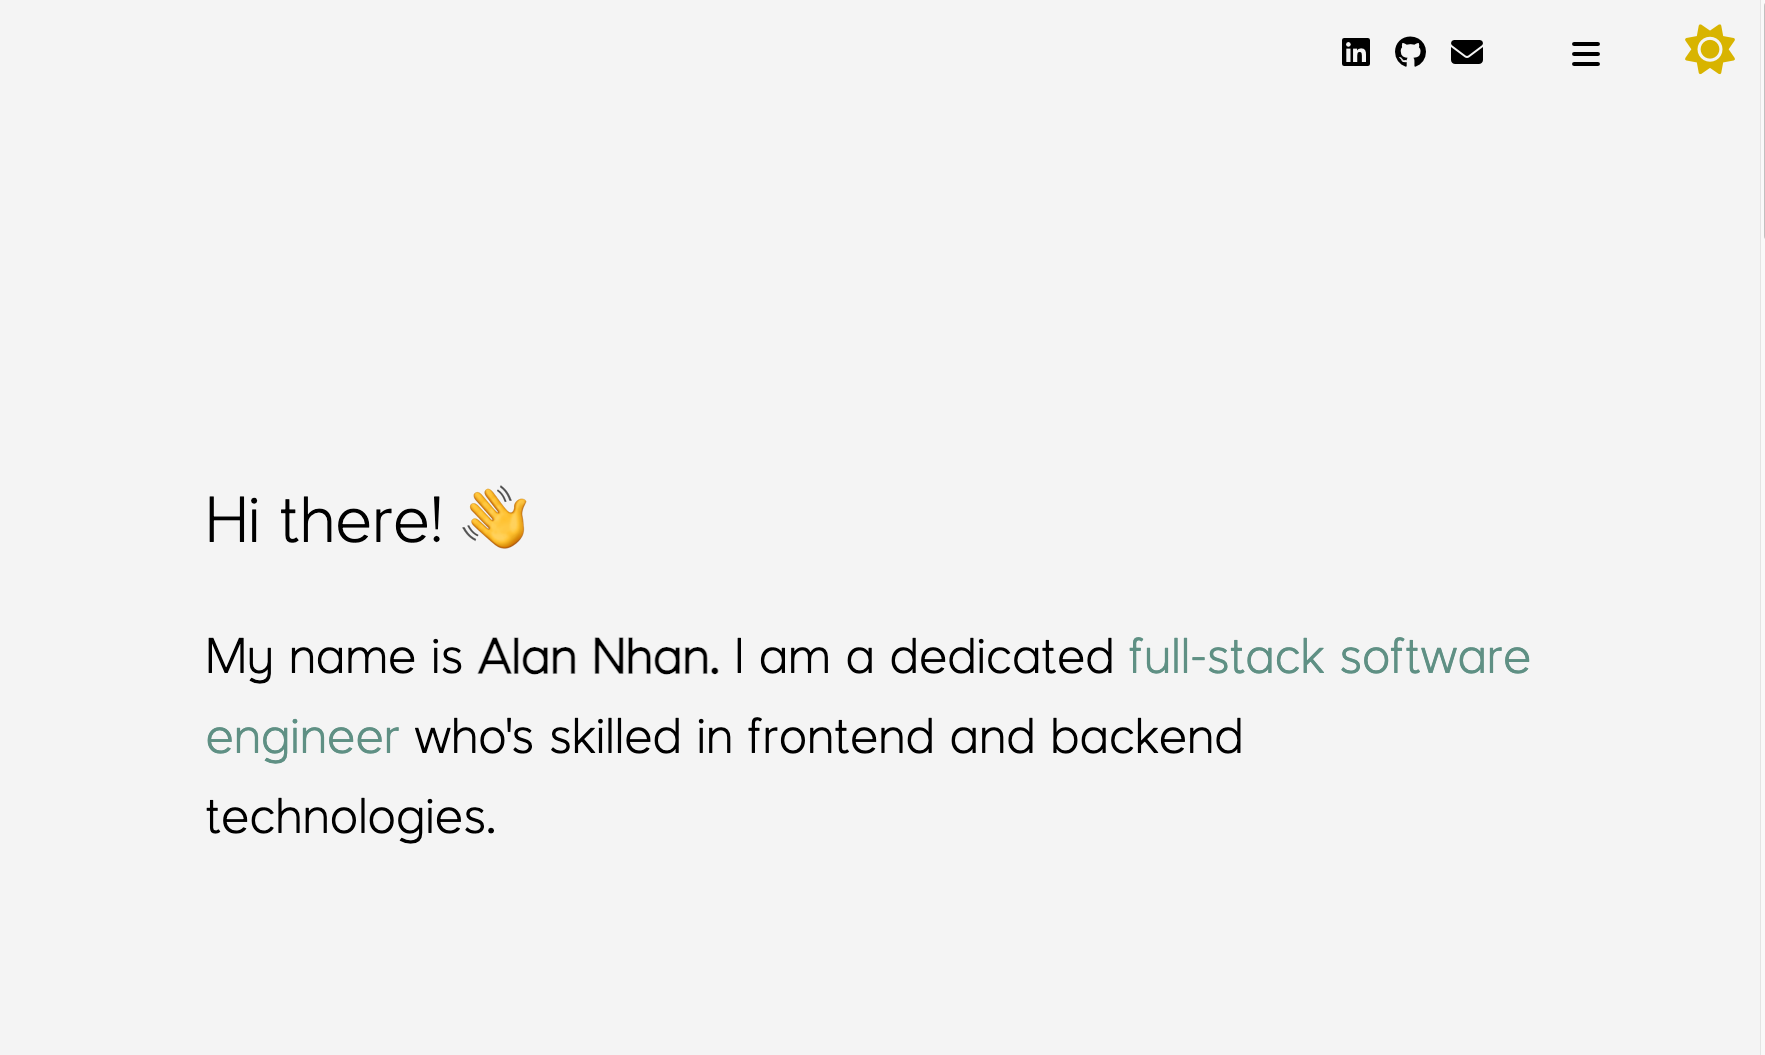 Hi there! 👋
My name is Alan Nhan. I am a dedicated full-stack software
engineer who's skilled in frontend and backend
technologies.